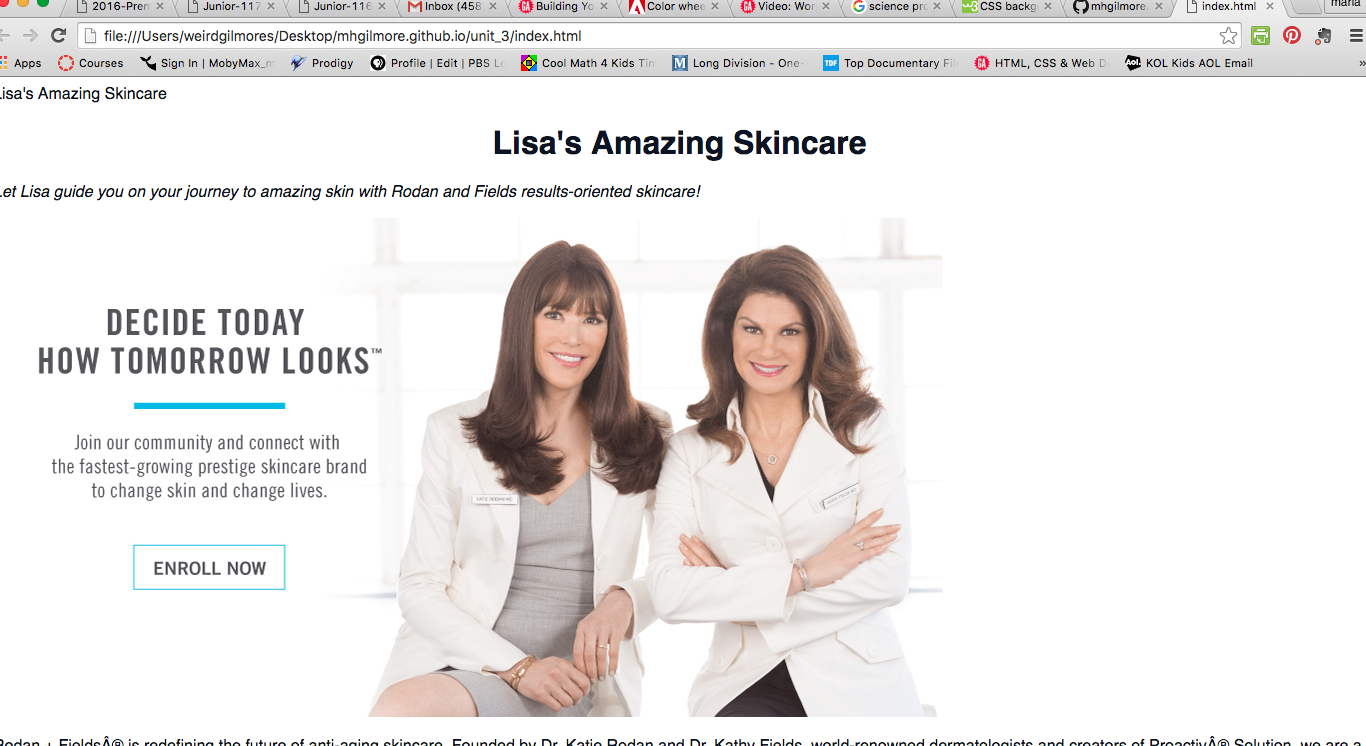 2016-Pren
Junior-117
Junior-116
Inbox (458
Building Yo
Color whee
Video: Wor
science pro
CSS backg
mhgilmore.
index.html
maria
file:///Users/weirdgilmores/Desktop/mhgilmore.github.io/unit_3/index.html
Apps
Courses
Sign In | MobyMax_m
Prodigy
Profile | Edit | PBS Le
Cool Math 4 Kids Tim
Long Division - One-
Top Documentary Fil
HTML, CSS & Web D
KOL Kids AOL Email
»
Lisa's Amazing Skincare
Lisa's Amazing Skincare
Let Lisa guide you on your journey to amazing skin with Rodan and Fields results-oriented skincare!
DECIDE TODAY
HOW TOMORROW LOOKS™
Join our community and connect with
the fastest-growing prestige skincare brand
to change skin and change lives.
ENROLL NOW
KATIE RODAN MD
Rodan + FieldsÂ® is redefining the future of anti-aging skincare. Founded by Dr. Katie Rodan and Dr. Kathy Fields, world-renowned dermatologists and creators of ProactivÂ® Solution, we are a